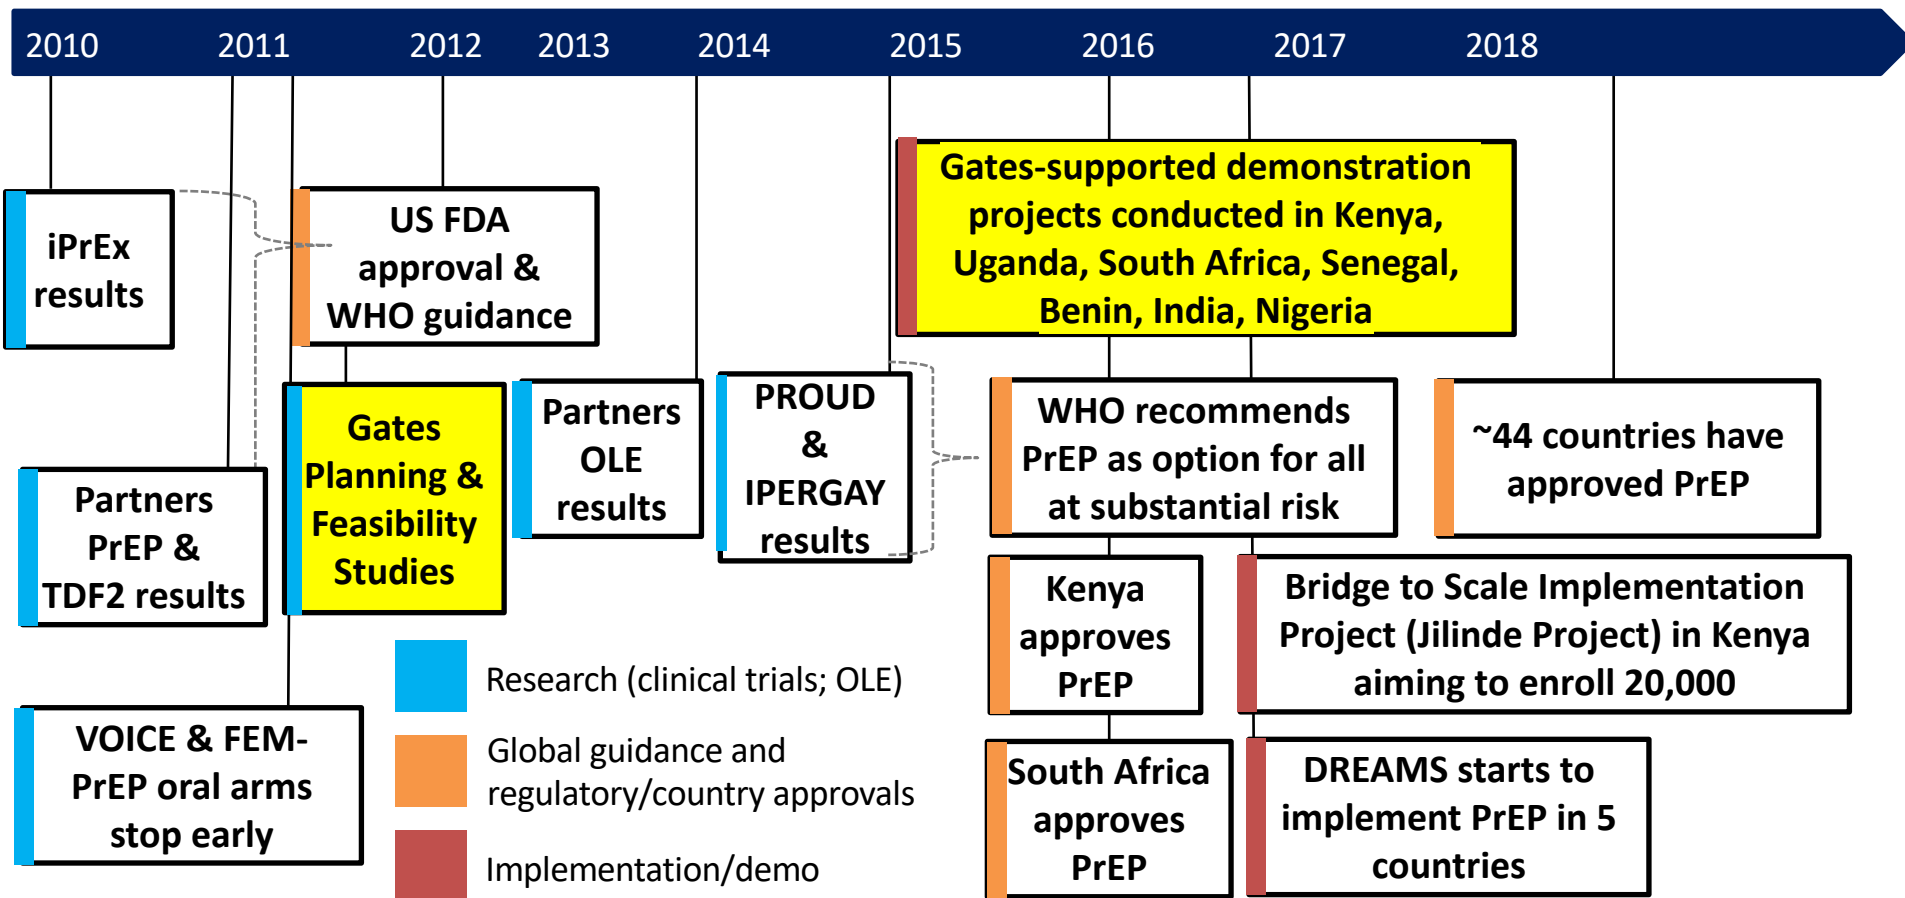 2010 2011 2012 2013 2014 2015 2016 2017 2018
iPrEx
results
US FDA
approval &
WHO guidance
Gates-supported demonstration
projects conducted in Kenya,
Uganda, South Africa, Senegal,
Benin, India, Nigeria
Partners
PrEP &
TDF2 results
Gates
Planning &
Feasibility
Studies
Partners
OLE
results
PROUD
&
IPERGAY
results
WHO recommends
PrEP as option for all
at substantial risk
~44 countries have
approved PrEP
Kenya
approves
PrEP
Bridge to Scale Implementation
Project (Jilinde Project) in Kenya
aiming to enroll 20,000
VOICE & FEM-
PrEP oral arms
stop early
South Africa
approves
PrEP
DREAMS starts to
implement PrEP in 5
countries
Research (clinical trials; OLE)
Global guidance and
regulatory/country approvals
Implementation/demo